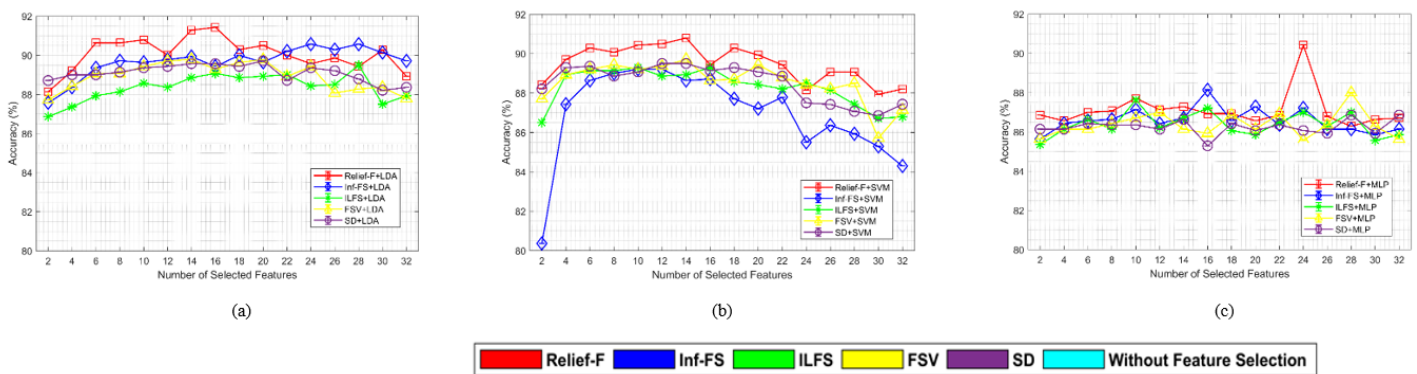 92
90
88
86
84
82
80
Accuracy (%)
2 4 6 8 10 12 14 16 18 20 22 24 26 28 30 32
Number of Selected Features
Relief-F+LDA
Inf-FS+LDA
ILFS+LDA
FSV+LDA
SD+LDA
(a)
92
90
88
86
84
82
80
Accuracy (%)
2 4 6 8 10 12 14 16 18 20 22 24 26 28 30 32
Number of Selected Features
Relief-F+SVM
Inf-FS+SVM
ILFS+SVM
FSV+SVM
SD+SVM
(b)
92
90
88
86
84
82
80
Accuracy (%)
2 4 6 8 10 12 14 16 18 20 22 24 26 28 30 32
Number of Selected Features
Relief-F+MLP
Inf-FS+MLP
ILFS+MLP
FSV+MLP
SD+MLP
(c)
Relief-F Inf-FS ILFS FSV SD Without Feature Selection